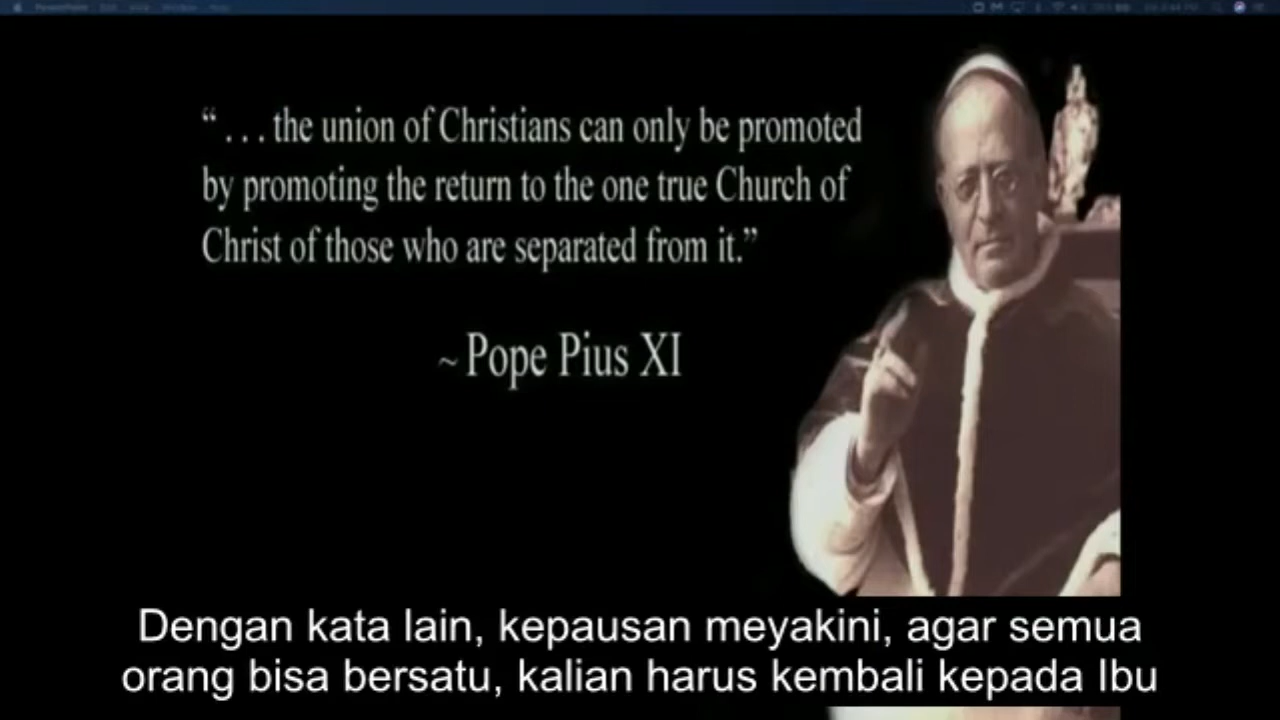 “ . . . the union of Christians can only be promoted
by promoting the return to the one true Church of
Christ of those who are separated from it.”
~ Pope Pius XI
Dengan kata lain, kepausan meyakini, agar semua
orang bisa bersatu, kalian harus kembali kepada Ibu